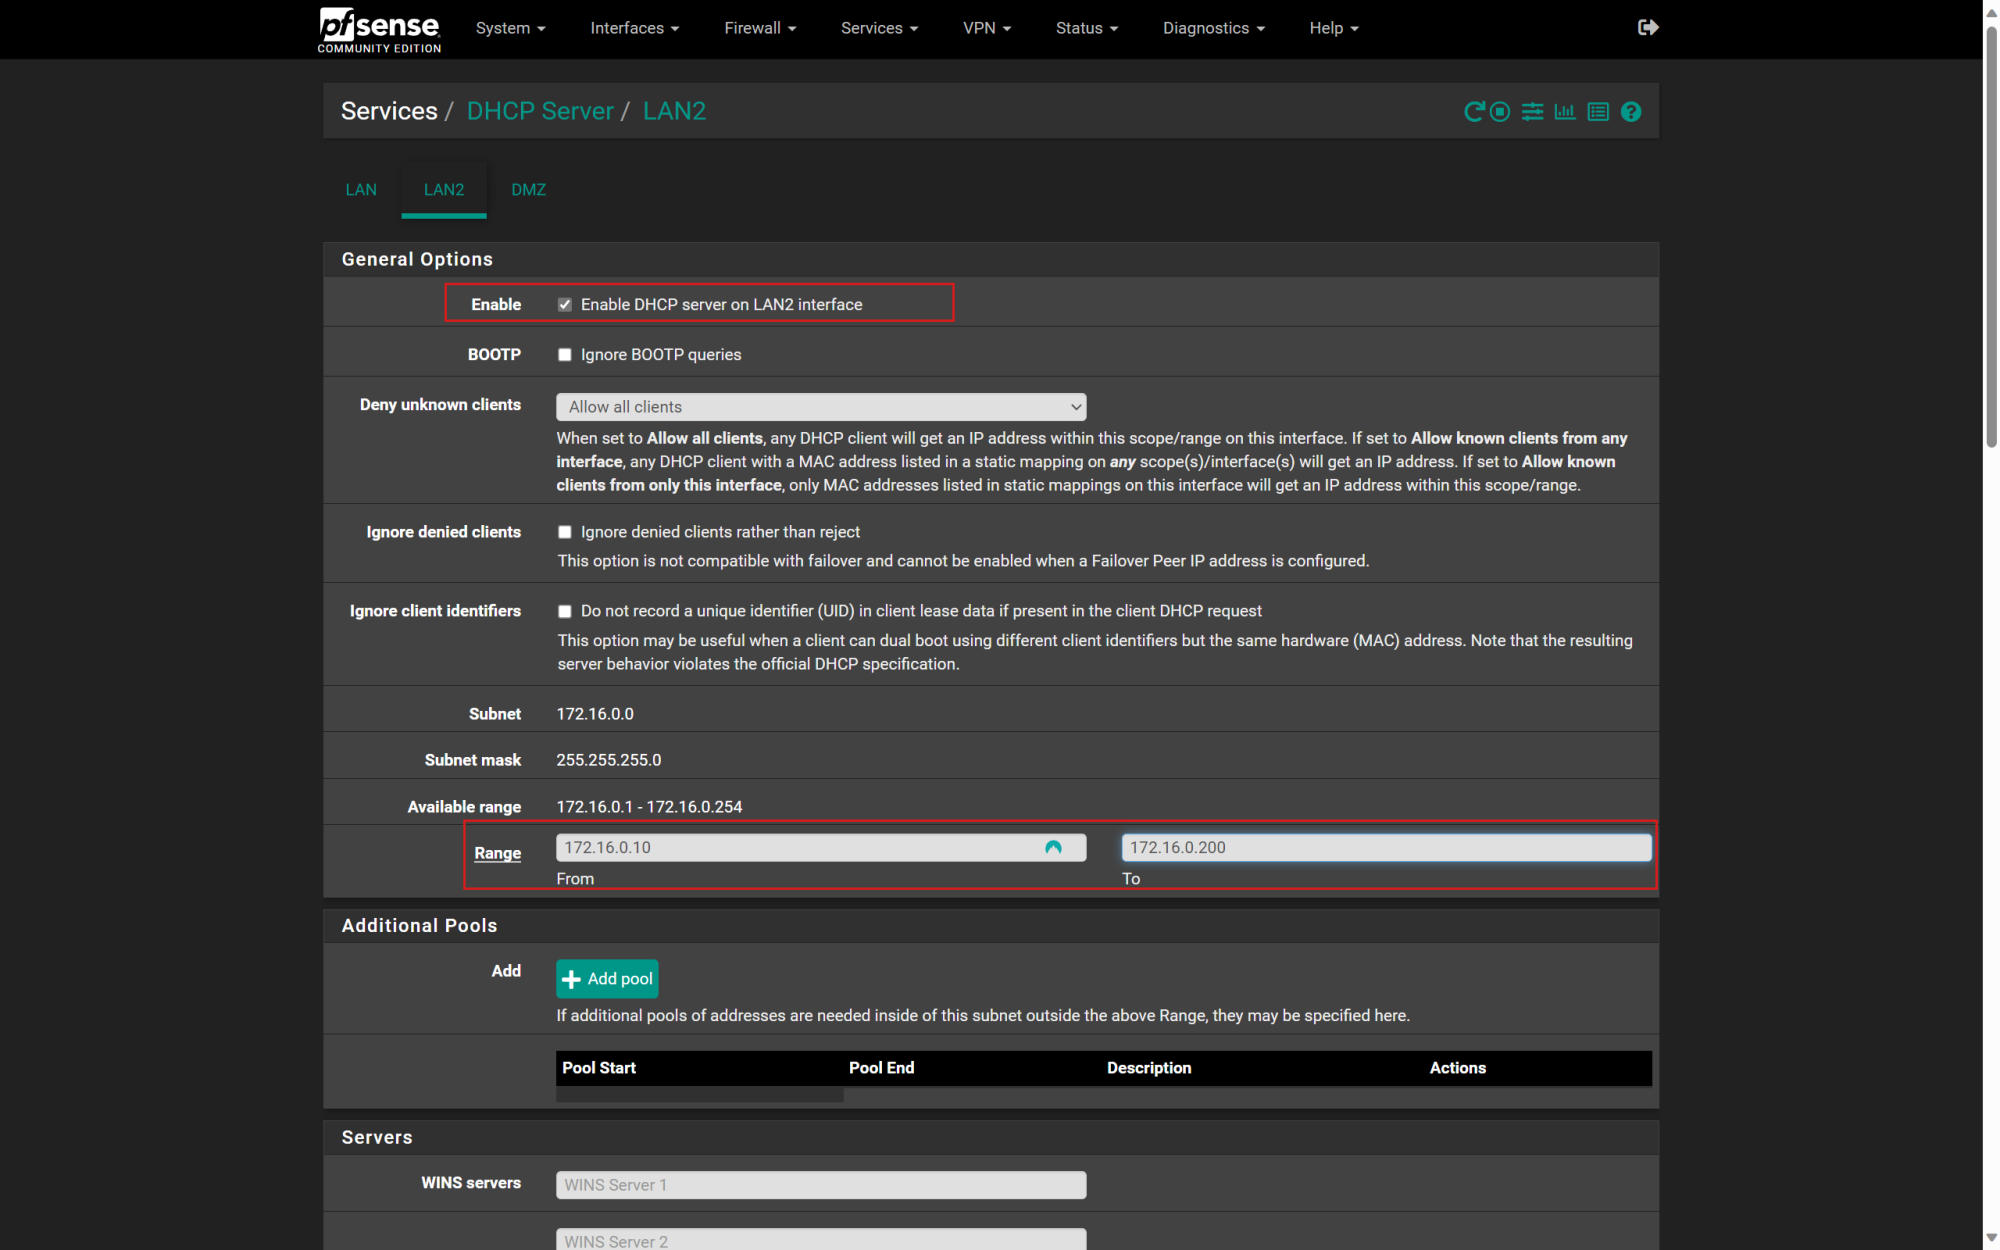 pfsense
COMMUNITY EDITION
System
Interfaces
Firewall
Services
VPN
Status
Diagnostics
Help
Services / DHCP Server / LAN2
LAN
LAN2
DMZ
General Options
Enable
Enable DHCP server on LAN2 interface
BOOTP
Ignore BOOTP queries
Deny unknown clients
Allow all clients
When set to Allow all clients, any DHCP client will get an IP address within this scope/range on this interface. If set to Allow known clients from any
interface, any DHCP client with a MAC address listed in a static mapping on any scope(s)/interface(s) will get an IP address. If set to Allow known
clients from only this interface, only MAC addresses listed in static mappings on this interface will get an IP address within this scope/range.
Ignore denied clients
Ignore denied clients rather than reject
This option is not compatible with failover and cannot be enabled when a Failover Peer IP address is configured.
Ignore client identifiers
Do not record a unique identifier (UID) in client lease data if present in the client DHCP request
This option may be useful when a client can dual boot using different client identifiers but the same hardware (MAC) address. Note that the resulting
server behavior violates the official DHCP specification.
Subnet
172.16.0.0
Subnet mask
255.255.255.0
Available range
172.16.0.1 - 172.16.0.254
Range
172.16.0.10
172.16.0.200
From
To
Additional Pools
Add
Add pool
If additional pools of addresses are needed inside of this subnet outside the above Range, they may be specified here.
Pool Start
Pool End
Description
Actions
Servers
WINS servers
WINS Server 1
WINS Server 2